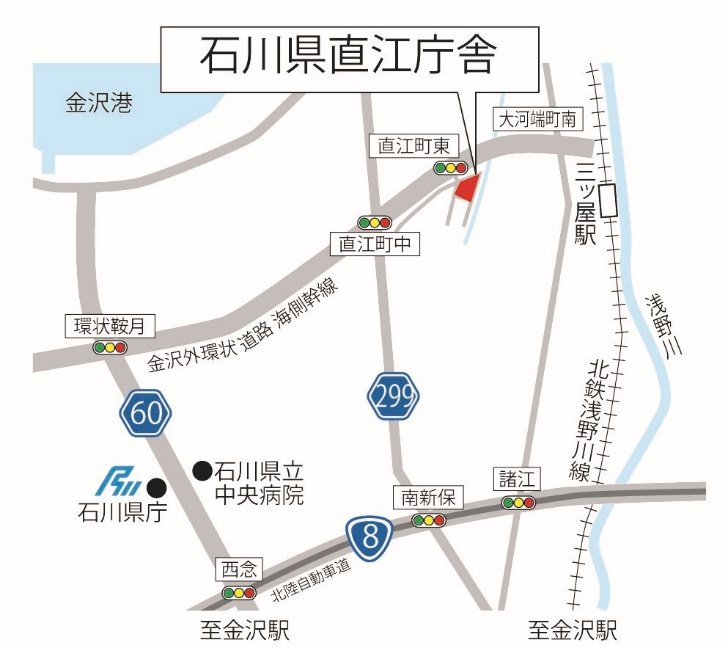 石川県直江庁舎
金沢港
大河端町南
直江町東
三ッ屋駅
直江町中
環状鞍月
金沢外環状道路 海側幹線
浅野川
60
299
北鉄浅野川線
石川県立
中央病院
石川県庁
諸江
南新保
8
西念
北陸自動車道
至金沢駅
至金沢駅